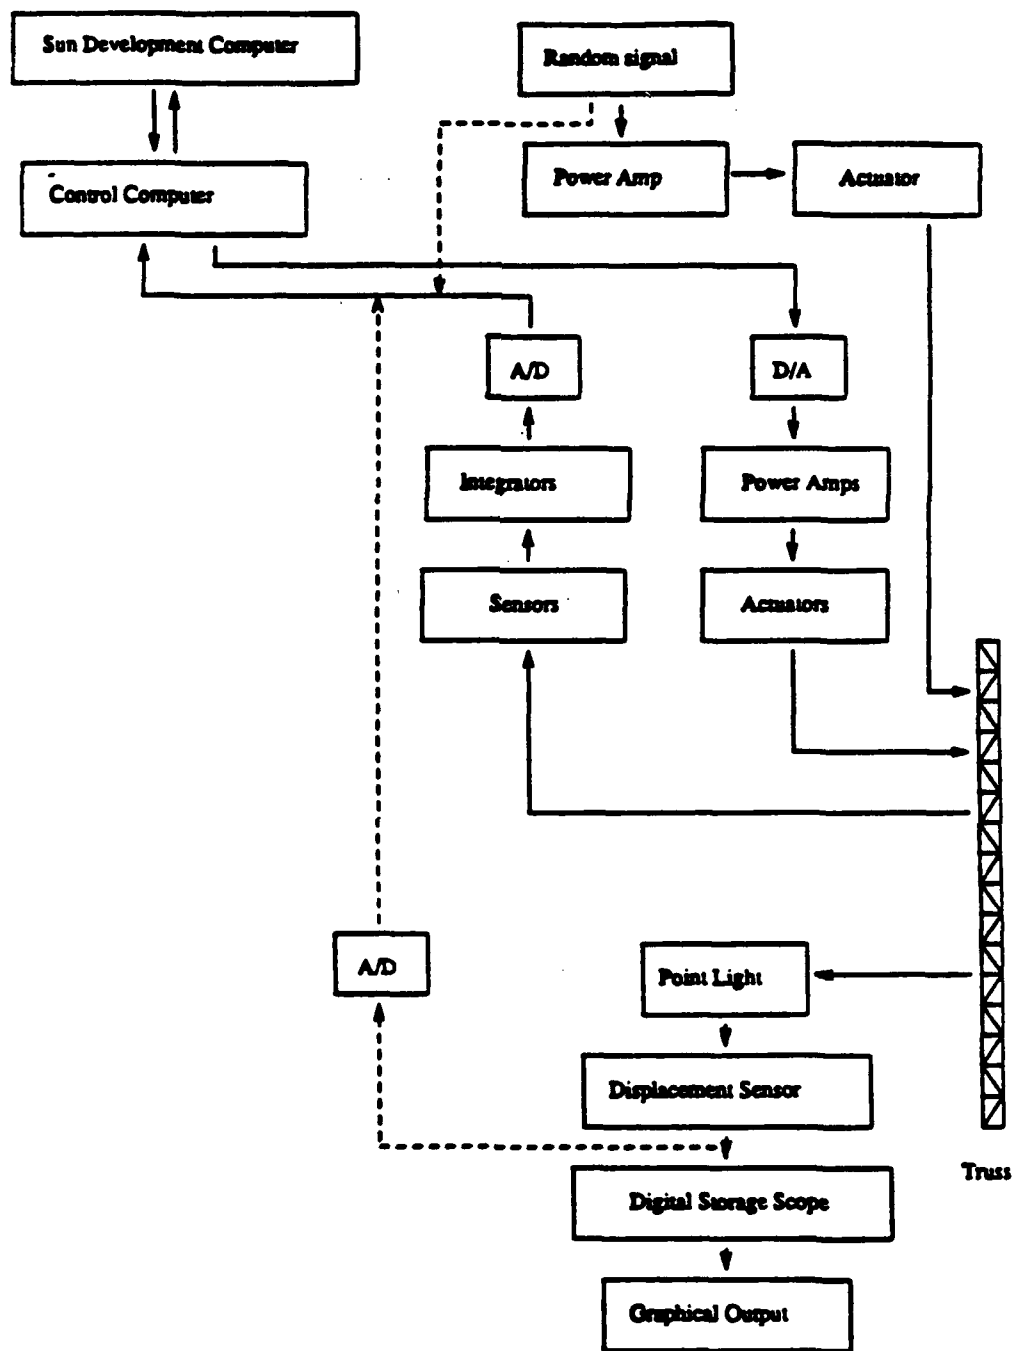 Sun Development Computer
Random signal
Control Computer
Power Amp
Actuator
A/D
D/A
Integrators
Power Amps
Sensors
Actuators
A/D
Point Light
Displacement Sensor
Truss
Digital Storage Scope
Graphical Output